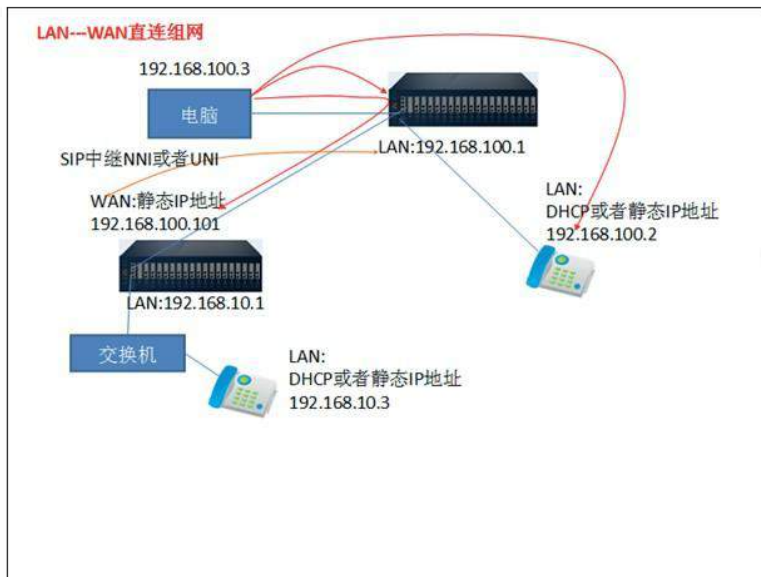 LAN---WAN直连组网
192.168.100.3
电脑
LAN:192.168.100.1
SIP中继NNI或者UNI
WAN:静态IP地址
192.168.100.101
LAN:
DHCP或者静态IP地址
192.168.100.2
LAN:192.168.10.1
交换机
LAN:
DHCP或者静态IP地址
192.168.10.3